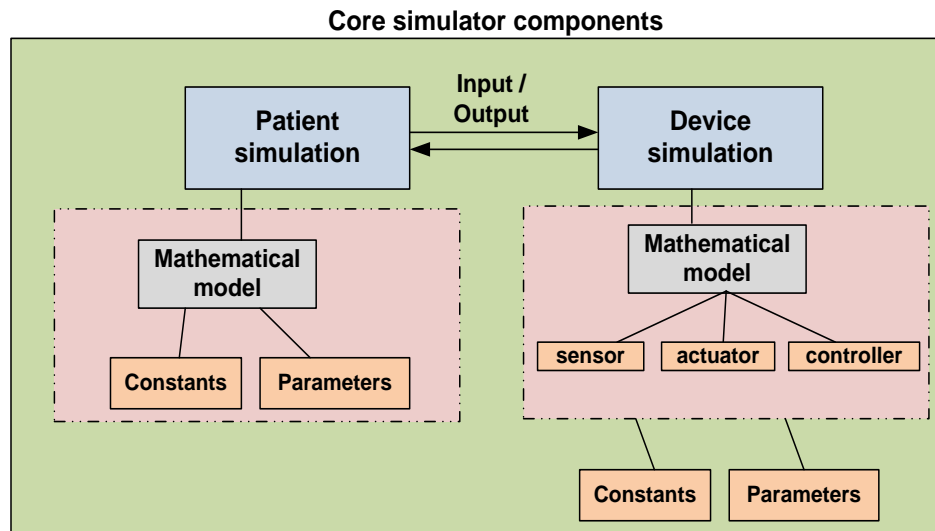 Core simulator components
Input /
Output
Patient
simulation
Device
simulation
Mathematical
model
Constants
Parameters
Mathematical
model
sensor
actuator
controller
Constants
Parameters